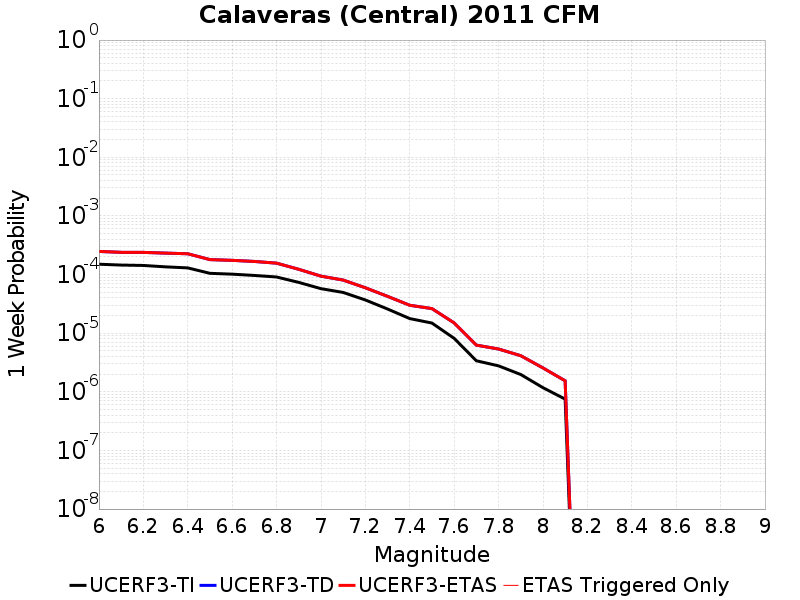 Calaveras (Central) 2011 CFM
1 Week Probability
10^0
10^-1
10^-2
10^-3
10^-4
10^-5
10^-6
10^-7
10^-8
6 6.2 6.4 6.6 6.8 7 7.2 7.4 7.6 7.8 8 8.2 8.4 8.6 8.8 9
Magnitude
UCERF3-TI UCERF3-TD UCERF3-ETAS ETAS Triggered Only